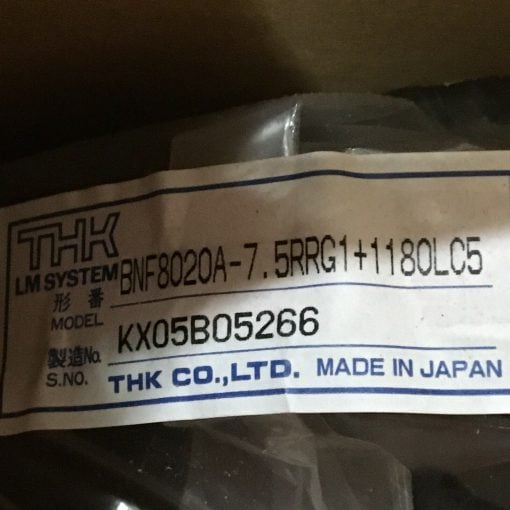 THK
LM SYSTEM
形 番
MODEL
BNF8020A-7.5RRG1+1180LC5
製造No.
S.NO.
KX05B05266
THK CO.,LTD. MADE IN JAPAN